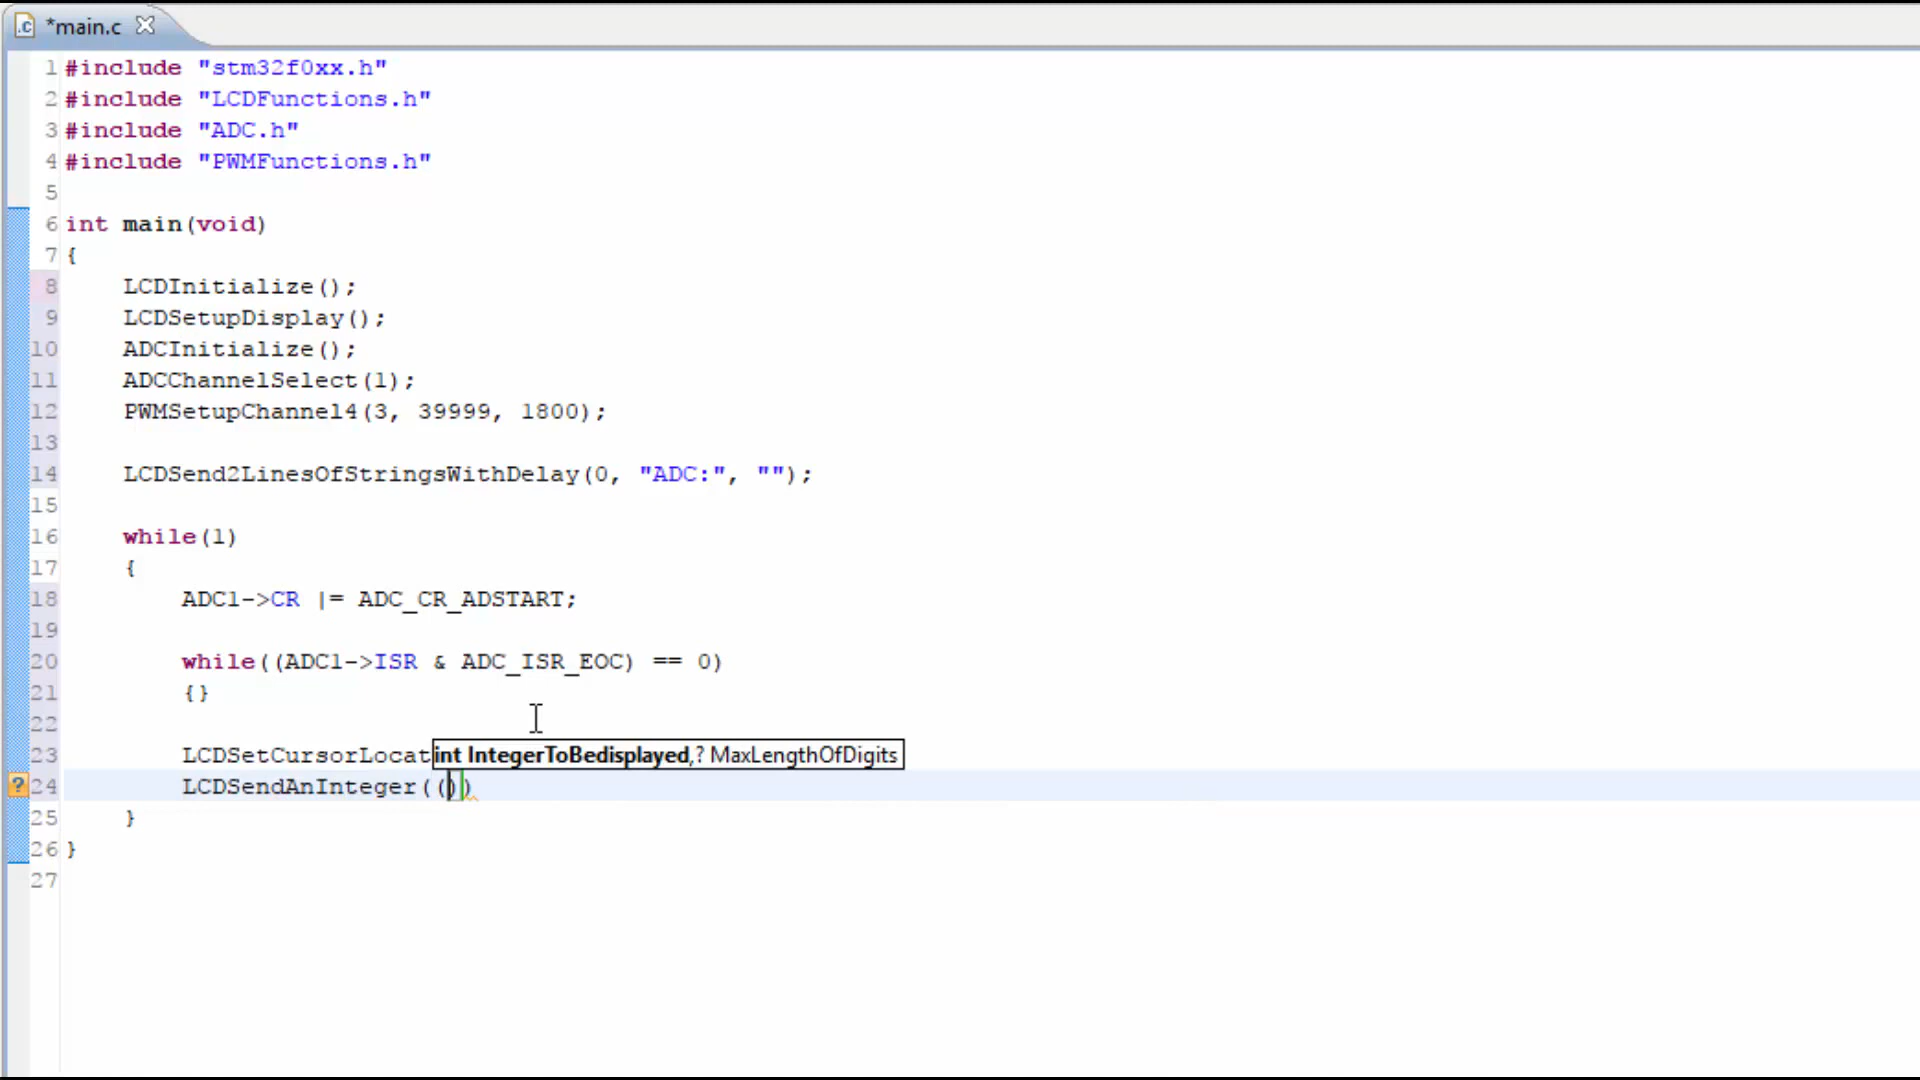 *main.c
1 #include "stm32f0xx.h"
2 #include "LCDFunctions.h"
3 #include "ADC.h"
4 #include "PWMFunctions.h"
5
6 int main(void)
7 {
8 LCDInitialize();
9 LCDSetupDisplay();
10 ADCInitialize();
11 ADCChannelSelect(1);
12 PWMSetupChannel4(3, 39999, 1800);
13
14 LCDSend2LinesOfStringsWithDelay(0, "ADC:", "");
15
16 while(1)
17 {
18 ADC1->CR |= ADC_CR_ADSTART;
19
20 while((ADC1->ISR & ADC_ISR_EOC) == 0)
21 {}
22
23 LCDSetCursorLocat int IntegerToBedisplayed,? MaxLengthOfDigits
24 LCDSendAnInteger(())
25 }
26 }
27